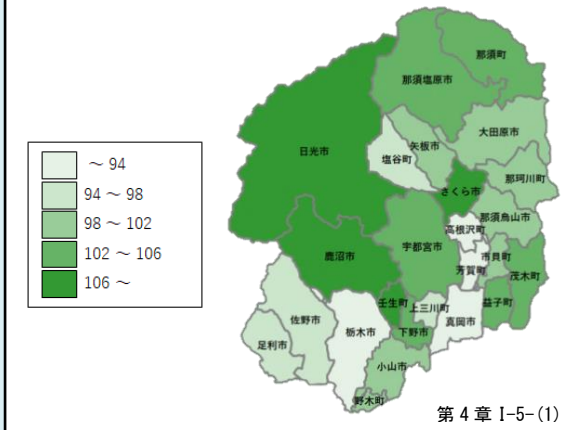 ～ 94
94 ～ 98
98 ～ 102
102 ～ 106
106 ～
那須町
那須塩原市
大田原市
矢板市
塩谷町
日光市
那珂川町
さくら市
那須烏山市
高根沢町
宇都宮市
鹿沼市
市貝町
芳賀町
茂木町
壬生町
上三川町
益子町
真岡市
下野市
佐野市
栃木市
足利市
小山市
野木町
第４章 Ⅰ-5-(1)